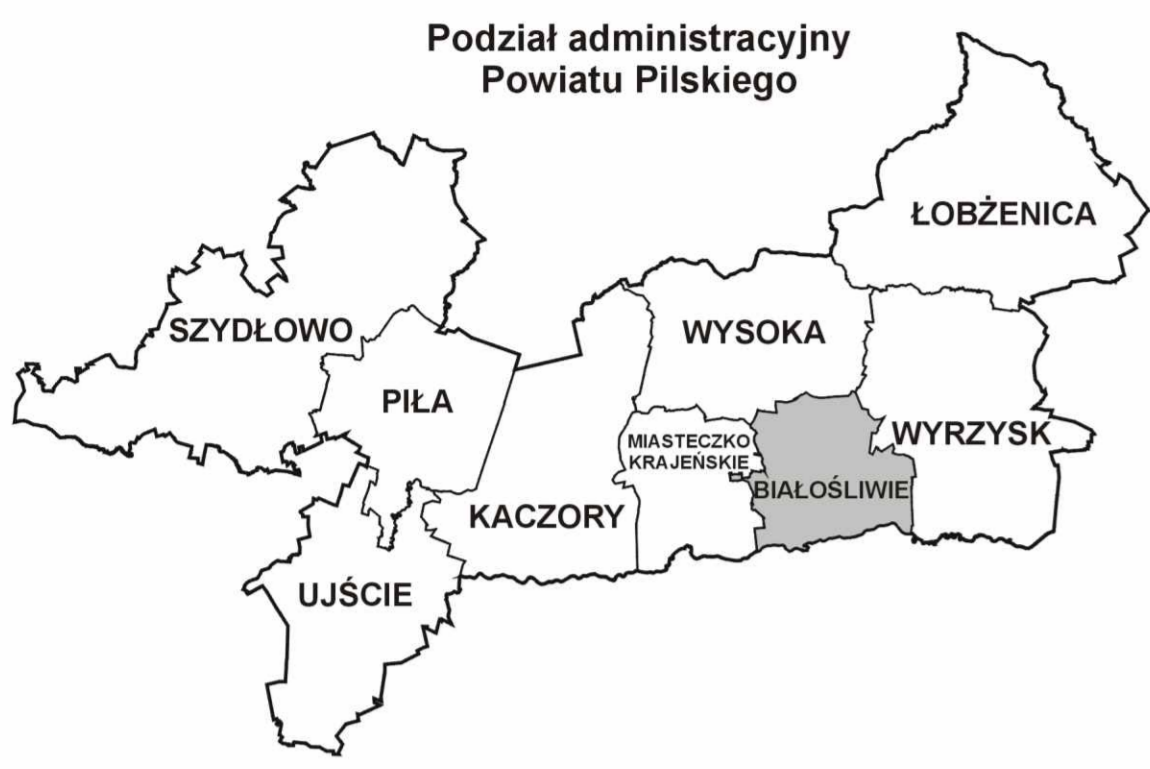 Podział administracyjny
Powiatu Pilskiego
ŁOBŻENICA
SZYDŁOWO
WYSOKA
PIŁA
WYRZYSK
MIASTECZKO
KRAJEŃSKIE
BIAŁOŚLIWIE
KACZORY
UJŚCIE